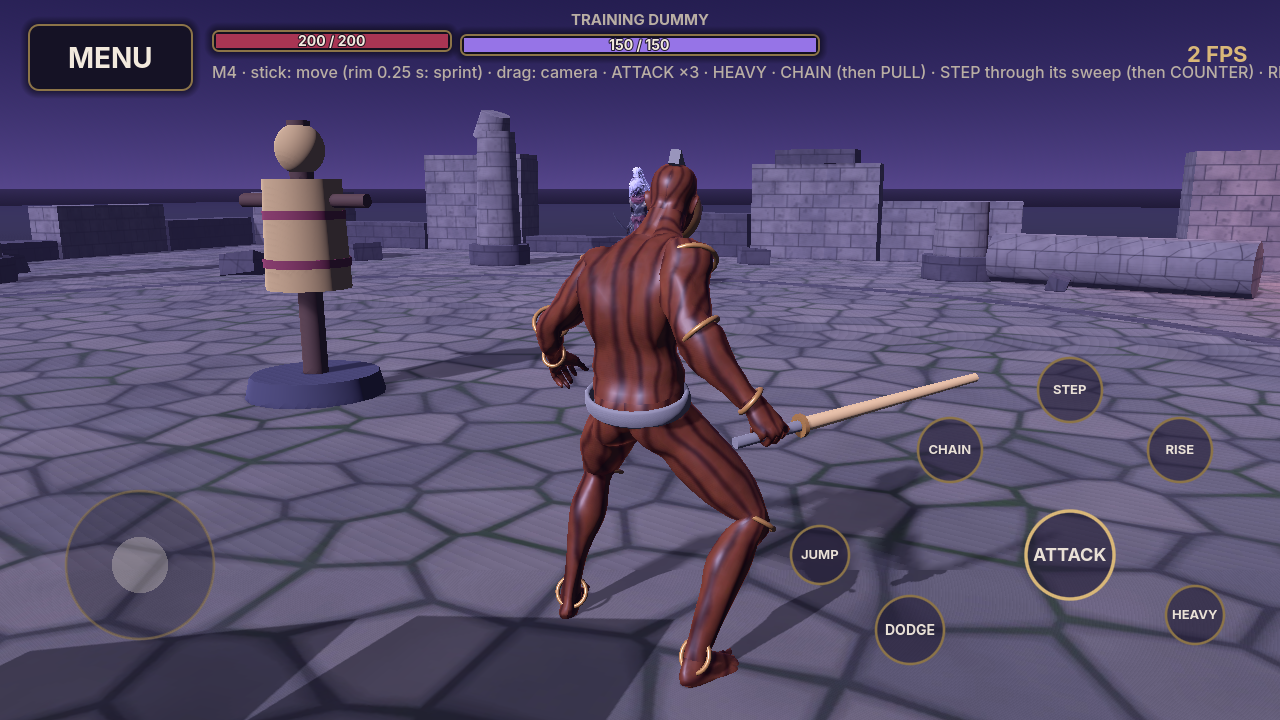 TRAINING DUMMY
MENU
200 / 200
150 / 150
2 FPS
M4 · stick: move (rim 0.25 s: sprint) · drag: camera · ATTACK ×3 · HEAVY · CHAIN (then PULL) · STEP through its sweep (then COUNTER) ·
STEP
CHAIN
RISE
JUMP
ATTACK
HEAVY
DODGE